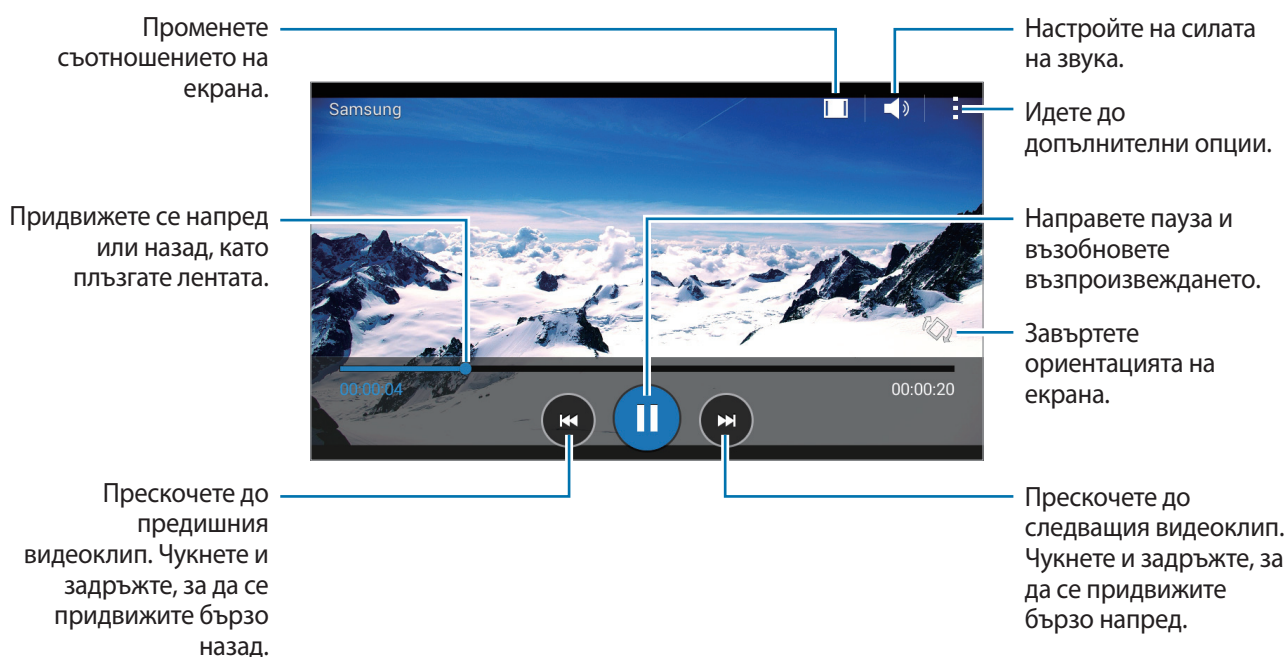 Променете
съотношението на
екрана.
Настройте на силата
на звука.
Samsung
Идете до
допълнителни опции.
Придвижете се напред
или назад, като
плъзгате лентата.
Направете пауза и
възобновете
възпроизвеждането.
Завъртете
ориентацията на
екрана.
00:00:04
00:00:20
Прескочете до
предишния
видеоклип. Чукнете и
задръжте, за да се
придвижите бързо
назад.
Прескочете до
следващия видеоклип.
Чукнете и задръжте, за
да се придвижите
бързо напред.